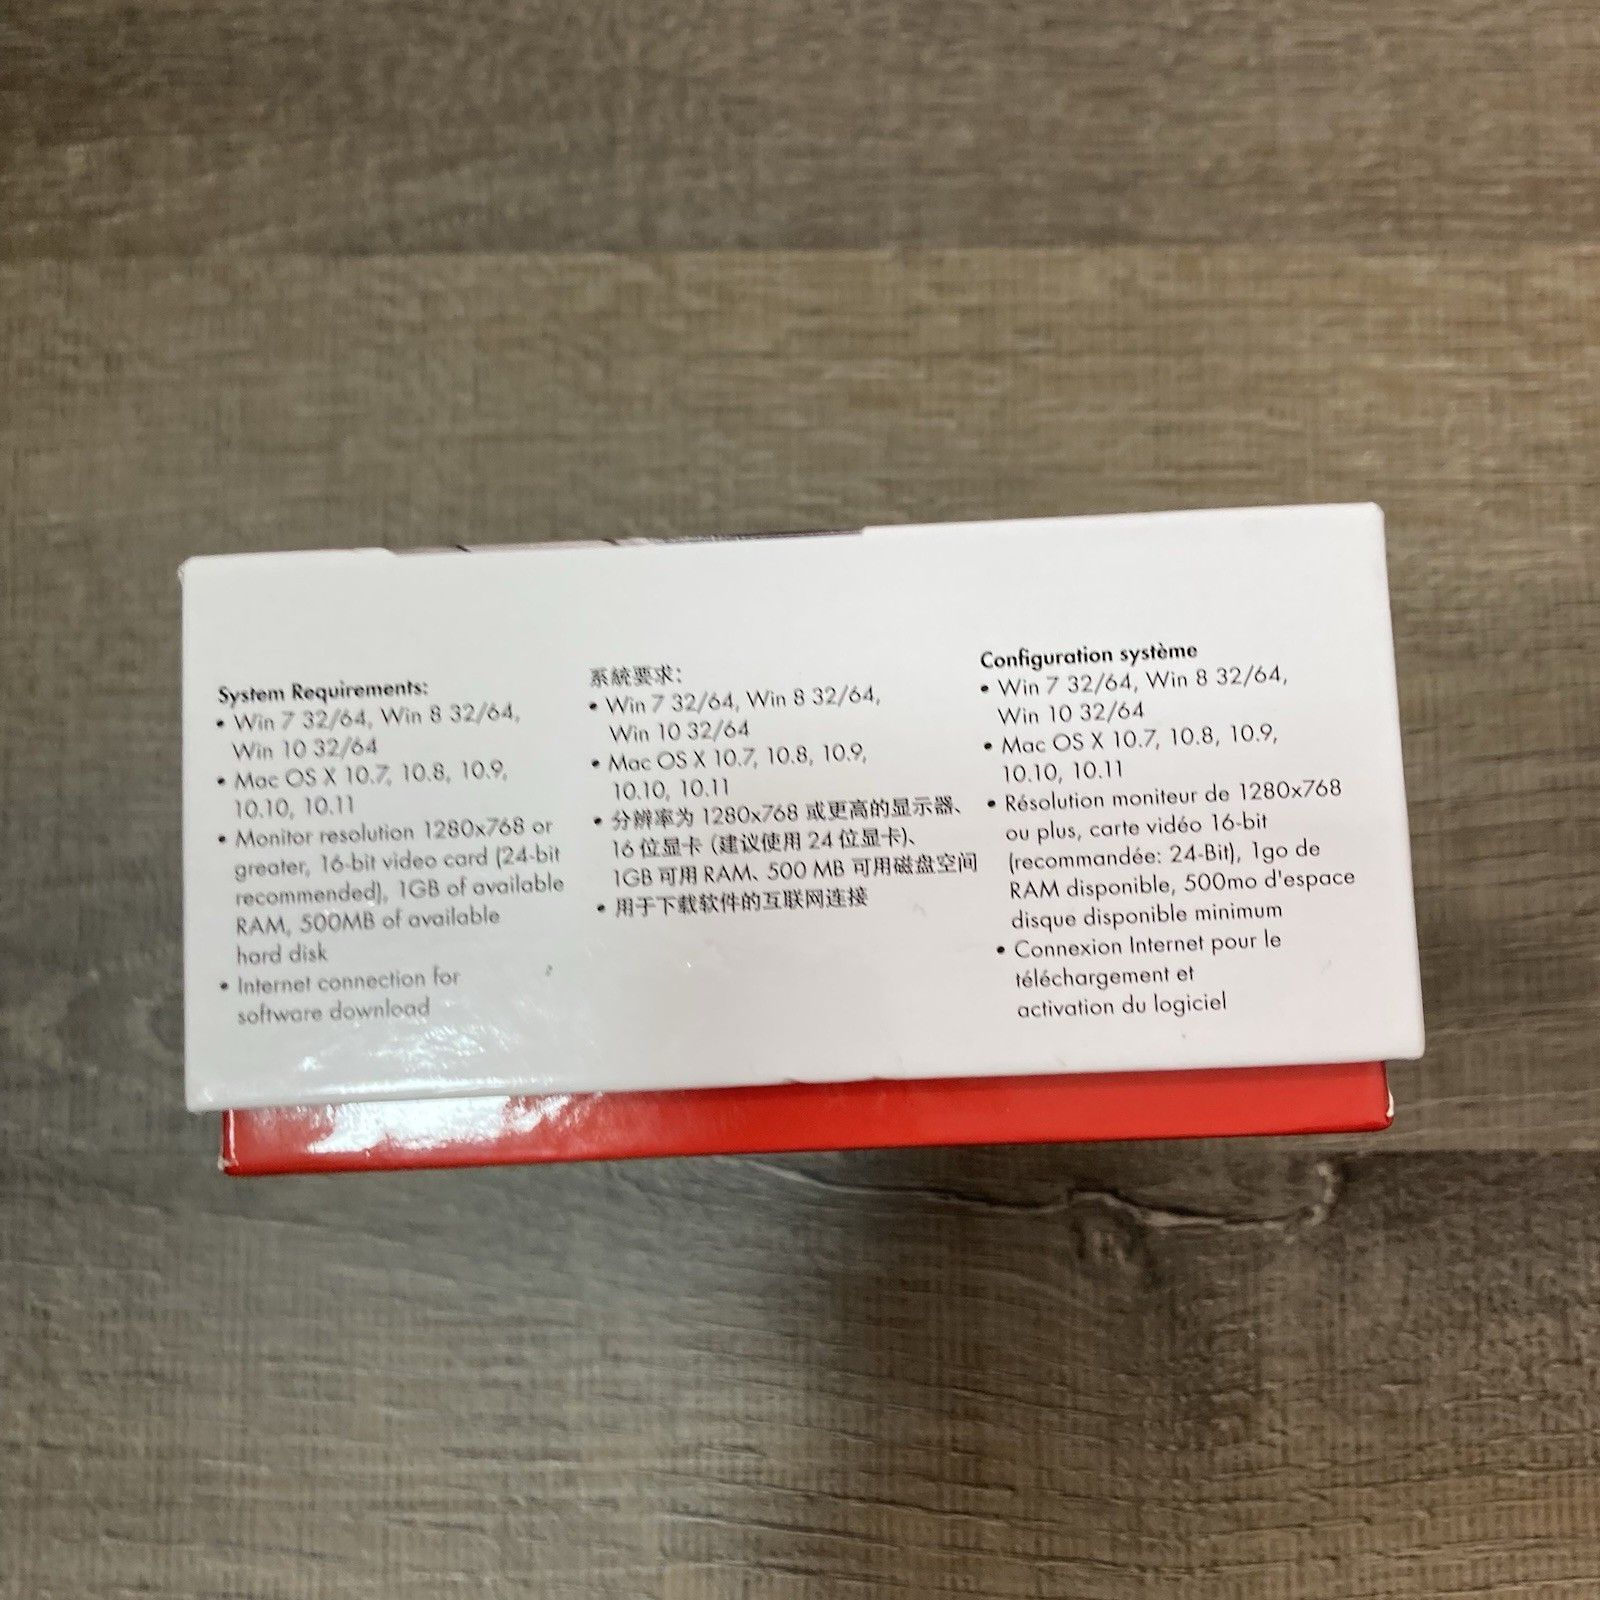 System Requirements:
• Win 7 32/64, Win 8 32/64,
Win 10 32/64
• Mac OS X 10.7, 10.8, 10.9,
10.10, 10.11
• Monitor resolution 1280x768 or
greater, 16-bit video card (24-bit
recommended), 1GB of available
RAM, 500MB of available
hard disk
• Internet connection for
software download
系統要求:
• Win 7 32/64, Win 8 32/64,
Win 10 32/64
• Mac OS X 10.7, 10.8, 10.9,
10.10, 10.11
• 分辨率为 1280x768 或更高的显示器、
16 位显卡 (建议使用 24 位显卡)、
1GB 可用 RAM、500 MB 可用磁盘空间
• 用于下载软件的互联网连接
Configuration système
• Win 7 32/64, Win 8 32/64,
Win 10 32/64
• Mac OS X 10.7, 10.8, 10.9,
10.10, 10.11
• Résolution moniteur de 1280x768
ou plus, carte vidéo 16-bit
(recommandée: 24-Bit), 1go de
RAM disponible, 500mo d'espace
disque disponible minimum
• Connexion Internet pour le
téléchargement et
activation du logiciel